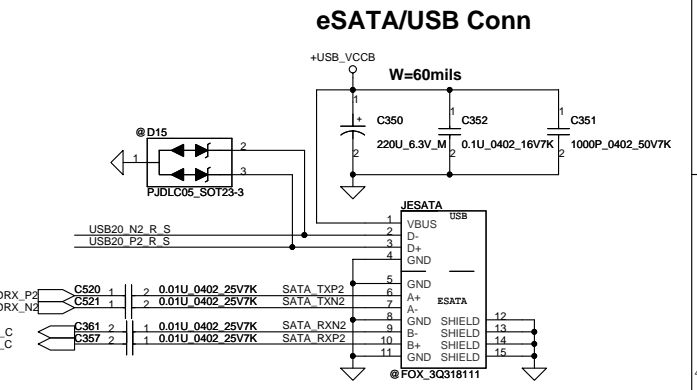 eSATA/USB Conn
+USB_VCCB
W=60mils
1 C350 220U_6.3V_M 2 +
1 C352 0.1U_0402_16V7K 2
1 C351 1000P_0402_50V7K 2
@ D15
1 2 3
PJDLC05_SOT23-3
JESATA
USB
1 VBUS
USB20_N2_R_S 2 D-
USB20_P2_R_S 3 D+
4 GND
5 GND
DRX_P2 C520 1 2 0.01U_0402_25V7K SATA_TXP2 6 A+
DRX_N2 C521 1 2 0.01U_0402_25V7K SATA_TXN2 7 A-
ESATA
8 GND SHIELD 12
_C C361 2 1 0.01U_0402_25V7K SATA_RXN2 9 B- SHIELD 13
_C C357 2 1 0.01U_0402_25V7K SATA_RXP2 10 B+ SHIELD 14
11 GND SHIELD 15
@ FOX_3Q318111